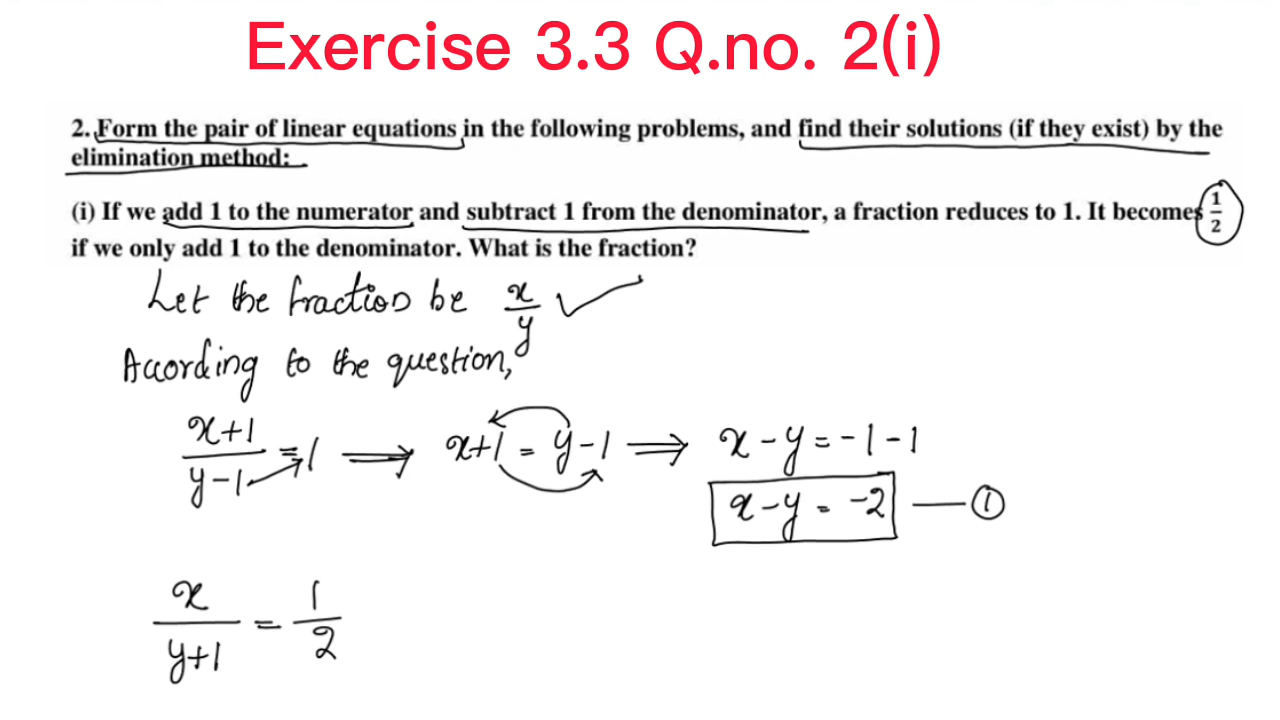 Exercise 3.3 Q.no. 2(i)
2. Form the pair of linear equations in the following problems, and find their solutions (if they exist) by the
elimination method:
(i) If we add 1 to the numerator and subtract 1 from the denominator, a fraction reduces to 1. It becomes 1/2
if we only add 1 to the denominator. What is the fraction?
Let the fraction be x/y
According to the question,
(x+1)/(y-1) = 1 ⟹ x+1 = y-1 ⟹ x-y = -1-1
x-y = -2 — ①
x/(y+1) = 1/2